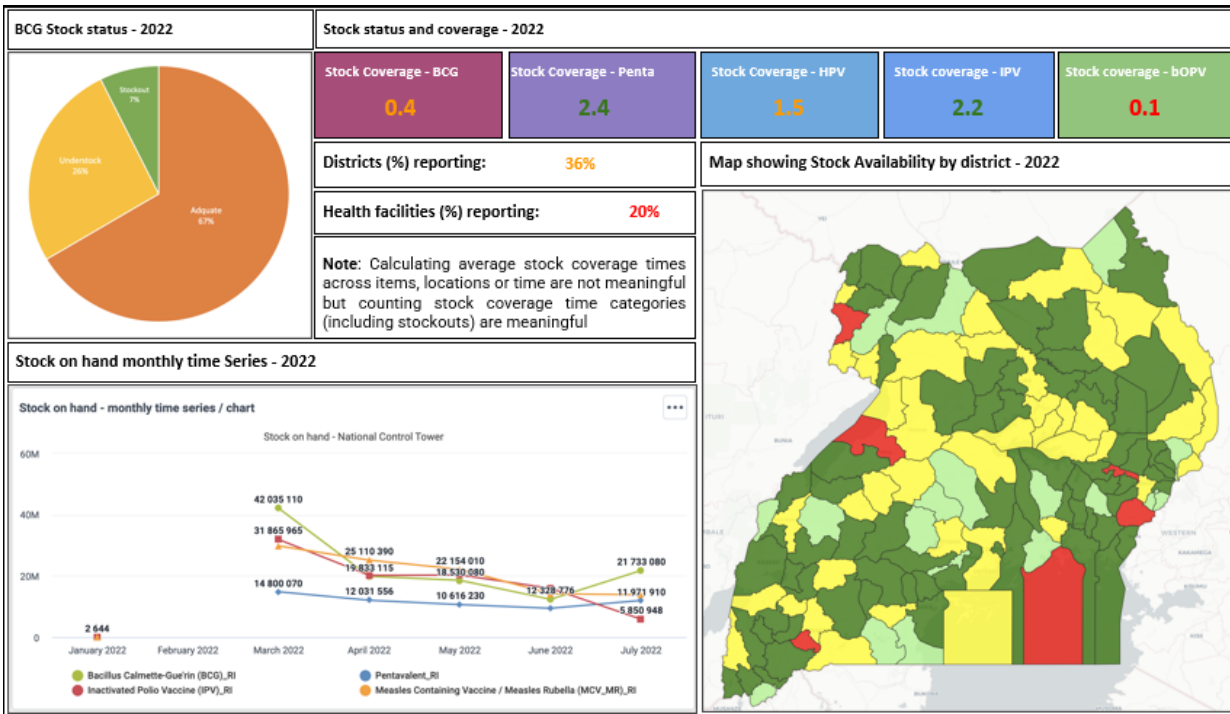 BCG Stock status - 2022
Stock status and coverage - 2022
Stockout
7%
Understock
26%
Adquate
67%
Stock Coverage - BCG
0.4
Stock Coverage - Penta
2.4
Stock Coverage - HPV
1.5
Stock coverage - IPV
2.2
Stock coverage - bOPV
0.1
Districts (%) reporting: 36%
Health facilities (%) reporting: 20%
Note: Calculating average stock coverage times
across items, locations or time are not meaningful
but counting stock coverage time categories
(including stockouts) are meaningful
Map showing Stock Availability by district - 2022
BUNIA
WESTERN
KAKAMEGA
KISUMU
Stock on hand monthly time Series - 2022
Stock on hand - monthly time series / chart
Stock on hand - National Control Tower
60M
40M
20M
0
2 644
42 035 110
31 865 965
14 800 070
25 110 390
19 833 115
12 031 556
22 154 010
18 530 080
10 616 230
12 328 776
21 733 080
11 971 910
5 850 948
January 2022
February 2022
March 2022
April 2022
May 2022
June 2022
July 2022
Bacillus Calmette-Gue'rin (BCG)_RI
Pentavalent_RI
Inactivated Polio Vaccine (IPV)_RI
Measles Containing Vaccine / Measles Rubella (MCV_MR)_RI